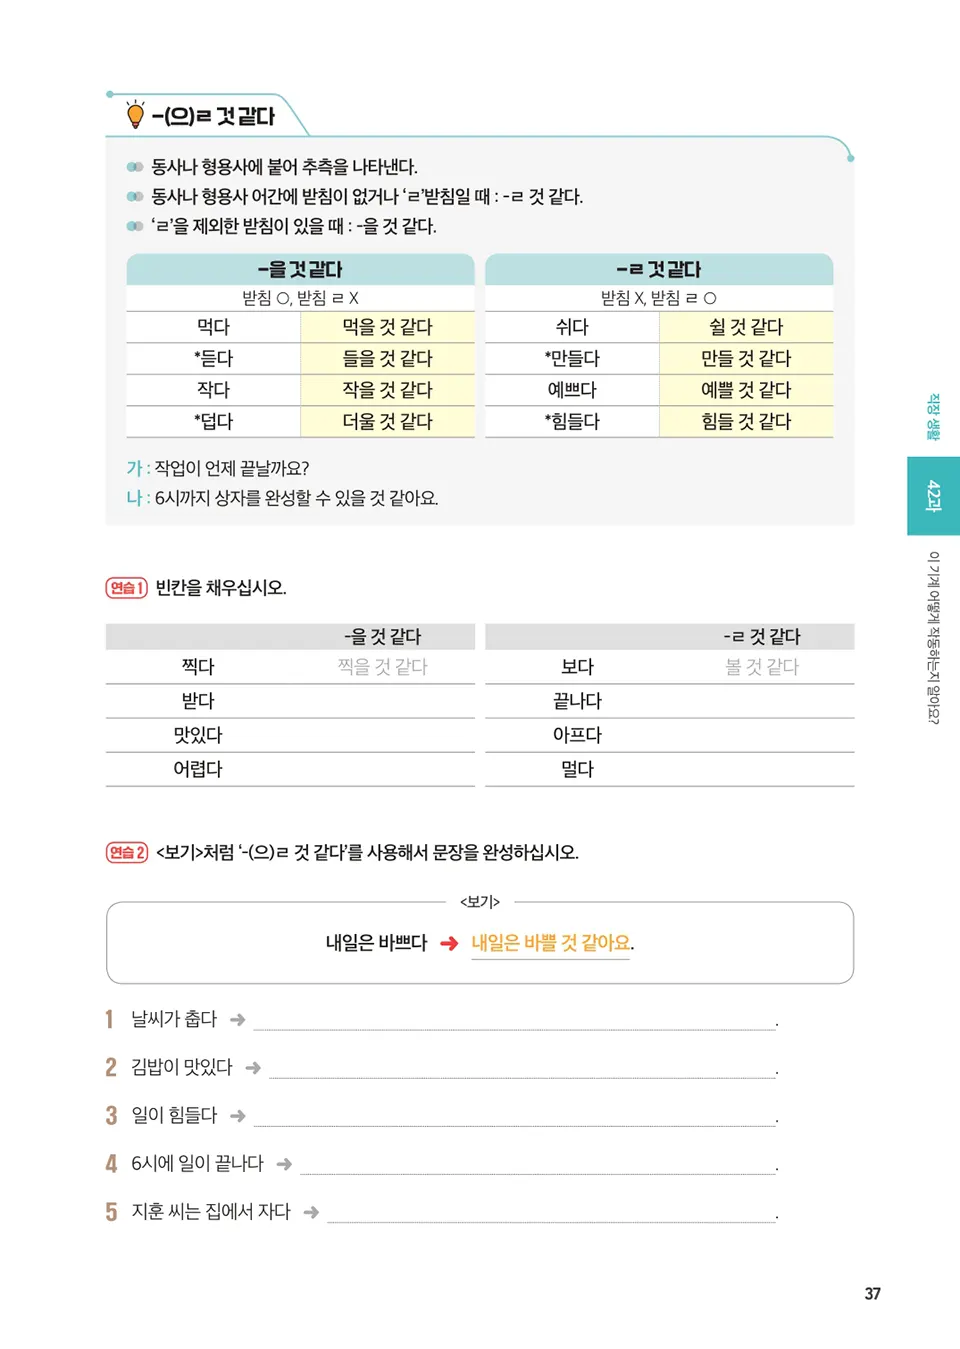 -(으)ㄹ 것 같다
동사나 형용사에 붙어 추측을 나타낸다.
동사나 형용사 어간에 받침이 없거나 ‘ㄹ’받침일 때 : -ㄹ 것 같다.
‘ㄹ’을 제외한 받침이 있을 때 : -을 것 같다.
-을 것 같다 -ㄹ 것 같다
받침 O, 받침 ㄹ X 받침 X, 받침 ㄹ O
먹다 먹을 것 같다 쉬다 쉴 것 같다
*듣다 들을 것 같다 *만들다 만들 것 같다
작다 작을 것 같다 예쁘다 예쁠 것 같다
*덥다 더울 것 같다 *힘들다 힘들 것 같다
가 : 작업이 언제 끝날까요?
나 : 6시까지 상자를 완성할 수 있을 것 같아요.
연습 1 빈칸을 채우십시오.
-을 것 같다 -ㄹ 것 같다
찍다 찍을 것 같다 보다 볼 것 같다
받다 끝나다
맛있다 아프다
어렵다 멀다
연습 2 <보기>처럼 ‘-(으)ㄹ 것 같다’를 사용해서 문장을 완성하십시오.
<보기>
내일은 바쁘다 ➜ 내일은 바쁠 것 같아요.
1 날씨가 춥다 ➜ .
2 김밥이 맛있다 ➜ .
3 일이 힘들다 ➜ .
4 6시에 일이 끝나다 ➜ .
5 지훈 씨는 집에서 자다 ➜ .
직장 생활
42과
이 기계 어떻게 작동하는지 알아요?
37